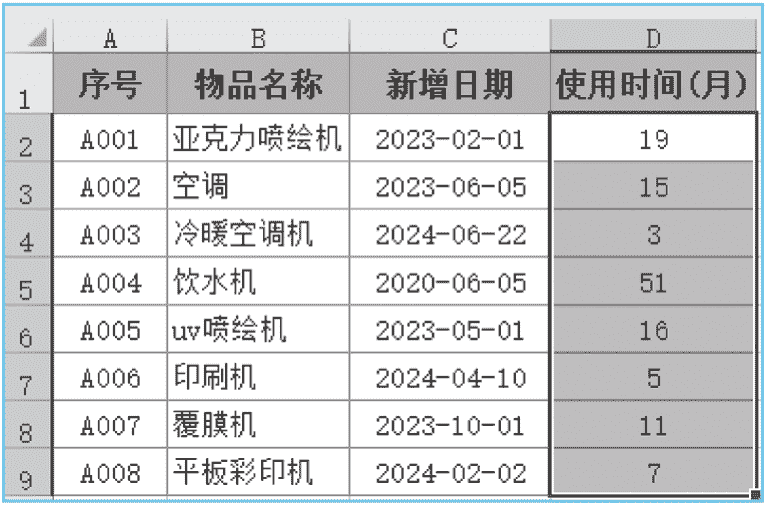 A B C D
1 序号 物品名称 新增日期 使用时间(月)
2 A001 亚克力喷绘机 2023-02-01 19
3 A002 空调 2023-06-05 15
4 A003 冷暖空调机 2024-06-22 3
5 A004 饮水机 2020-06-05 51
6 A005 uv喷绘机 2023-05-01 16
7 A006 印刷机 2024-04-10 5
8 A007 覆膜机 2023-10-01 11
9 A008 平板彩印机 2024-02-02 7